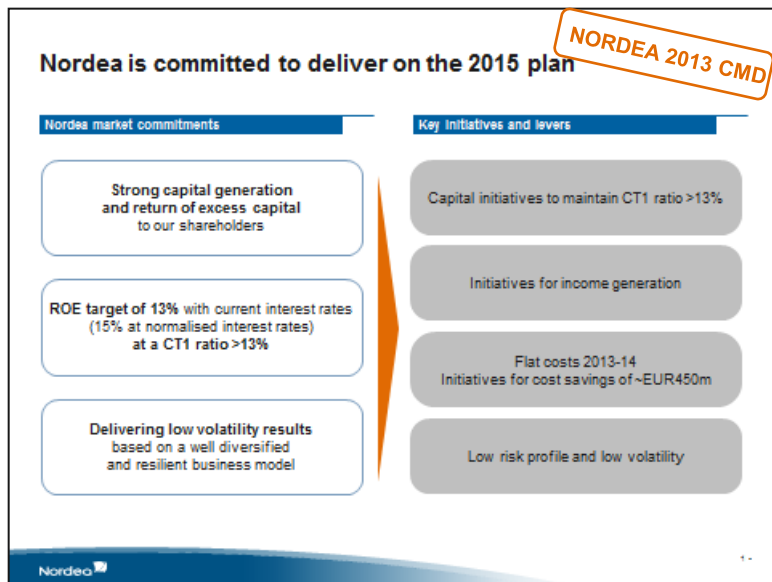 NORDEA 2013 CMD
Nordea is committed to deliver on the 2015 plan
Nordea market commitments
Strong capital generation
and return of excess capital
to our shareholders
ROE target of 13% with current interest rates
(15% at normalised interest rates)
at a CT1 ratio >13%
Delivering low volatility results
based on a well diversified
and resilient business model
Key initiatives and levers
Capital initiatives to maintain CT1 ratio >13%
Initiatives for income generation
Flat costs 2013-14
Initiatives for cost savings of ~EUR450m
Low risk profile and low volatility
Nordea